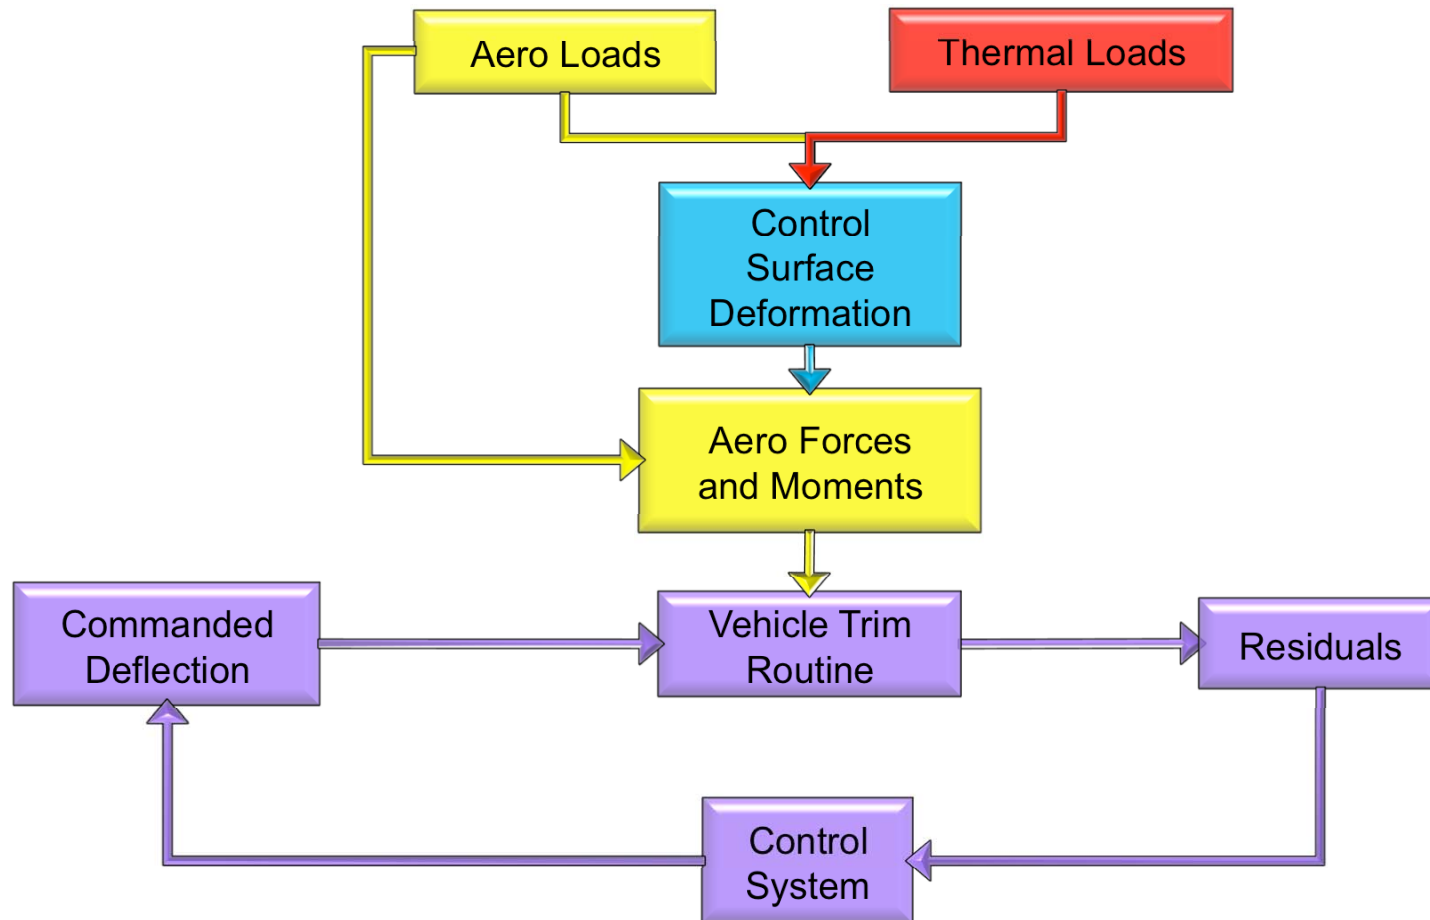 Aero Loads
Thermal Loads
Control
Surface
Deformation
Aero Forces
and Moments
Commanded
Deflection
Vehicle Trim
Routine
Residuals
Control
System